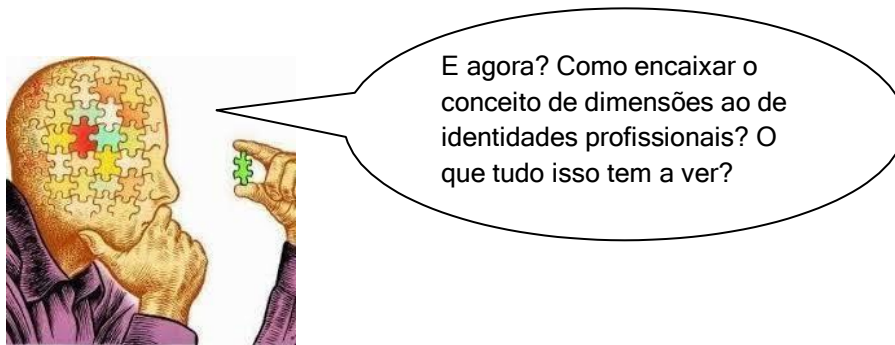 E agora? Como encaixar o
conceito de dimensões ao de
identidades profissionais? O
que tudo isso tem a ver?